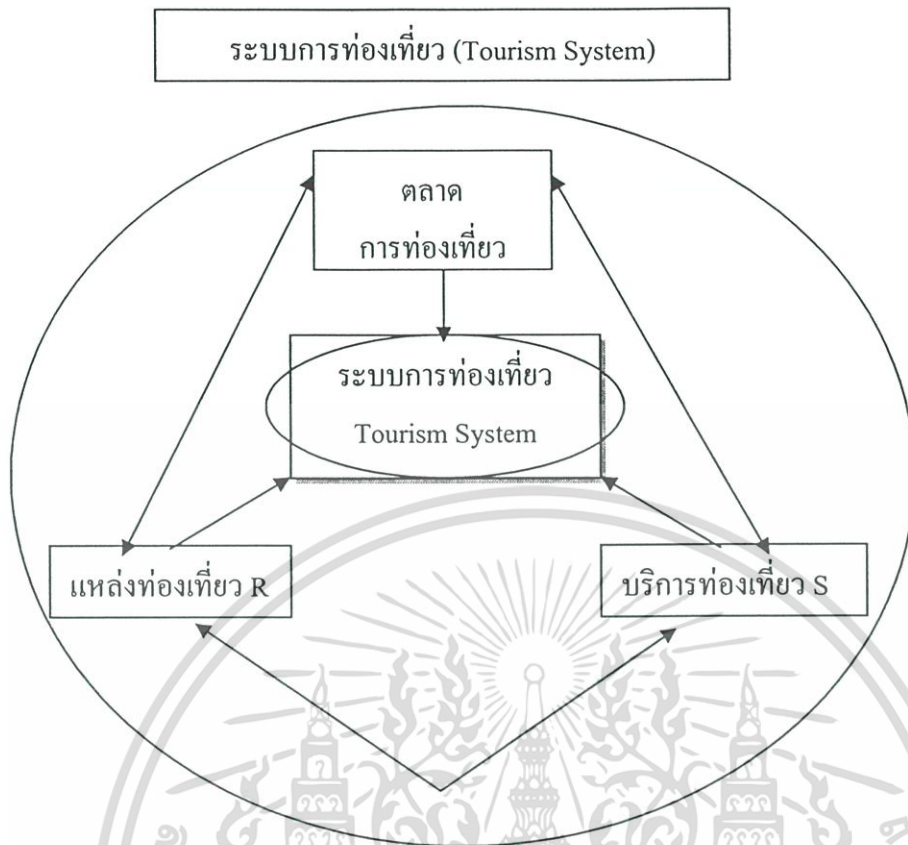 ระบบการท่องเที่ยว (Tourism System)
ตลาด
การท่องเที่ยว
ระบบการท่องเที่ยว
Tourism System
แหล่งท่องเที่ยว R
บริการท่องเที่ยว S